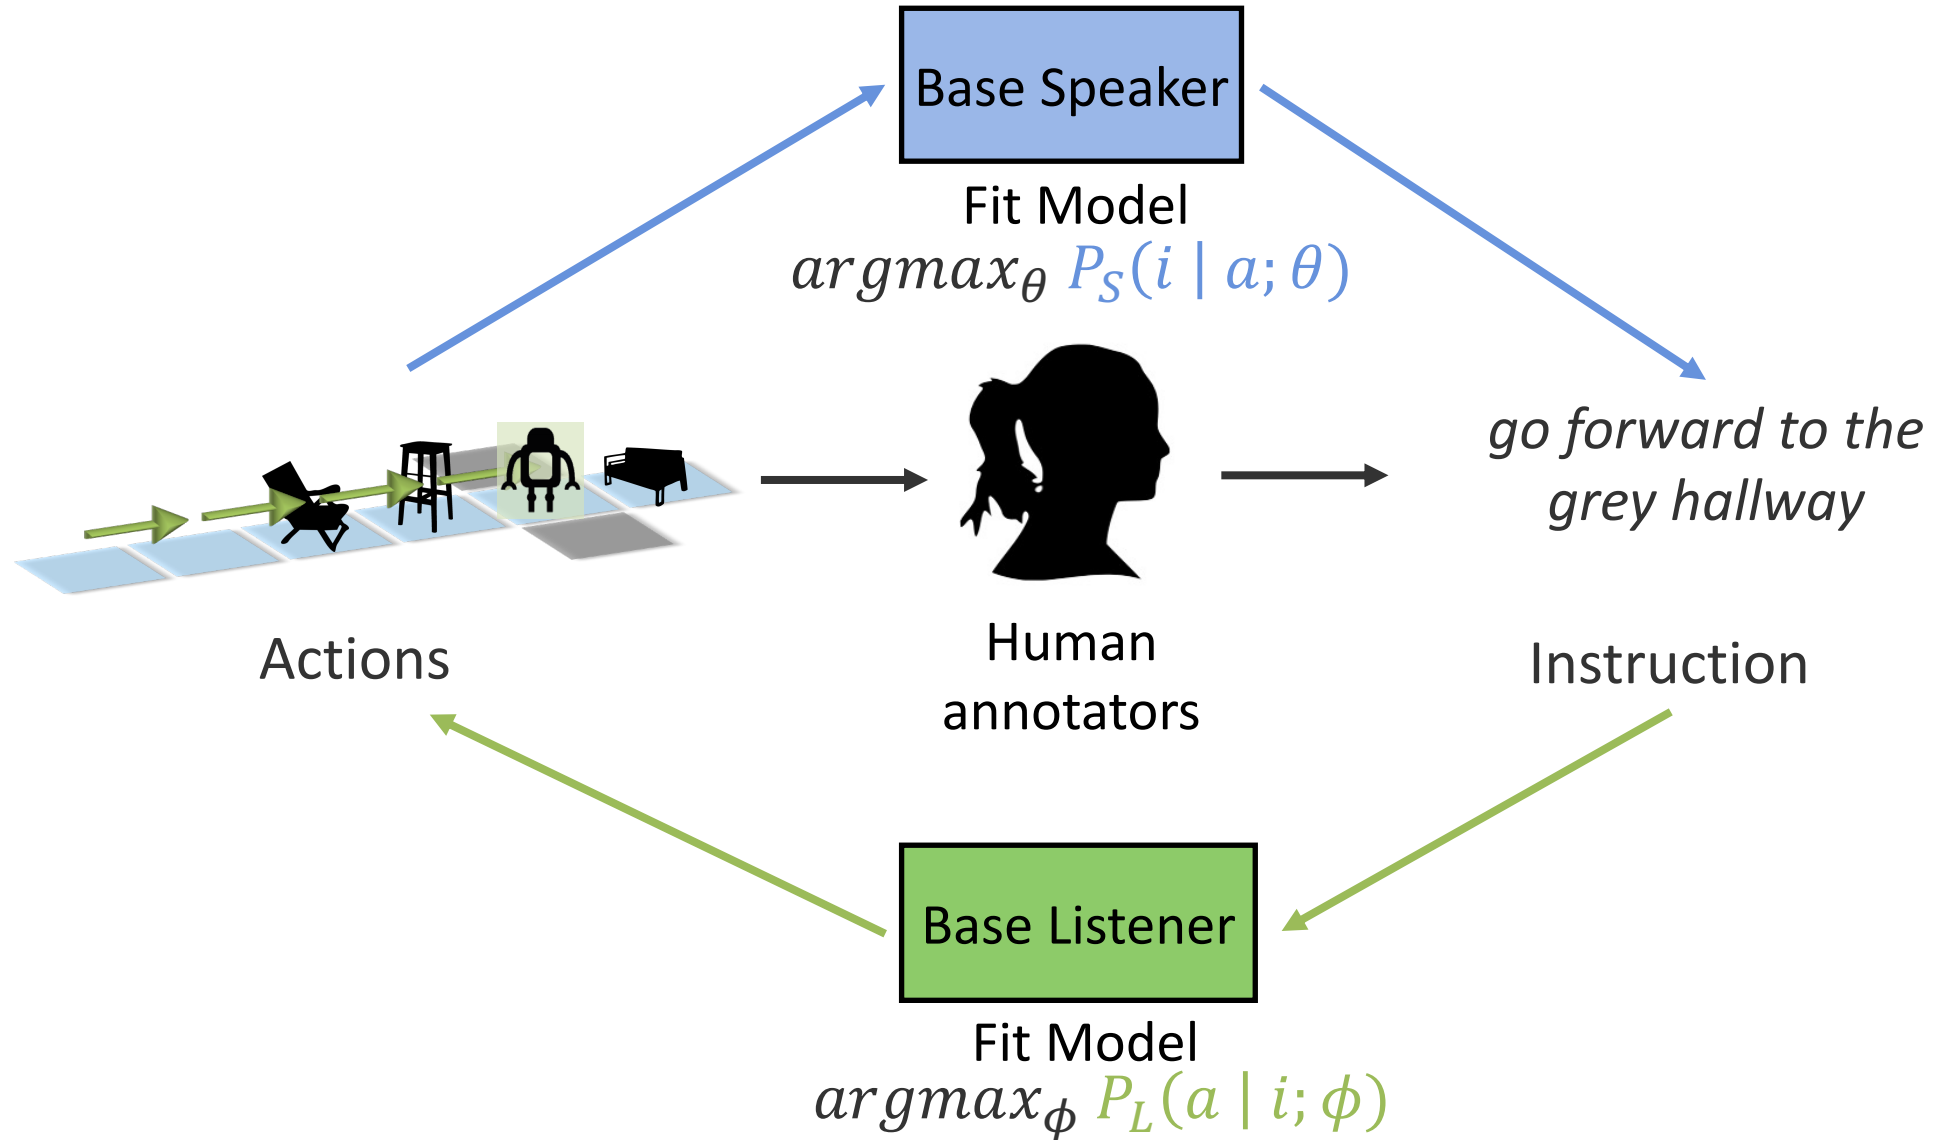 Base Speaker
Fit Model
argmax_θ P_S(i | a; θ)
go forward to the
grey hallway
Actions
Human
annotators
Instruction
Base Listener
Fit Model
argmax_ϕ P_L(a | i; ϕ)